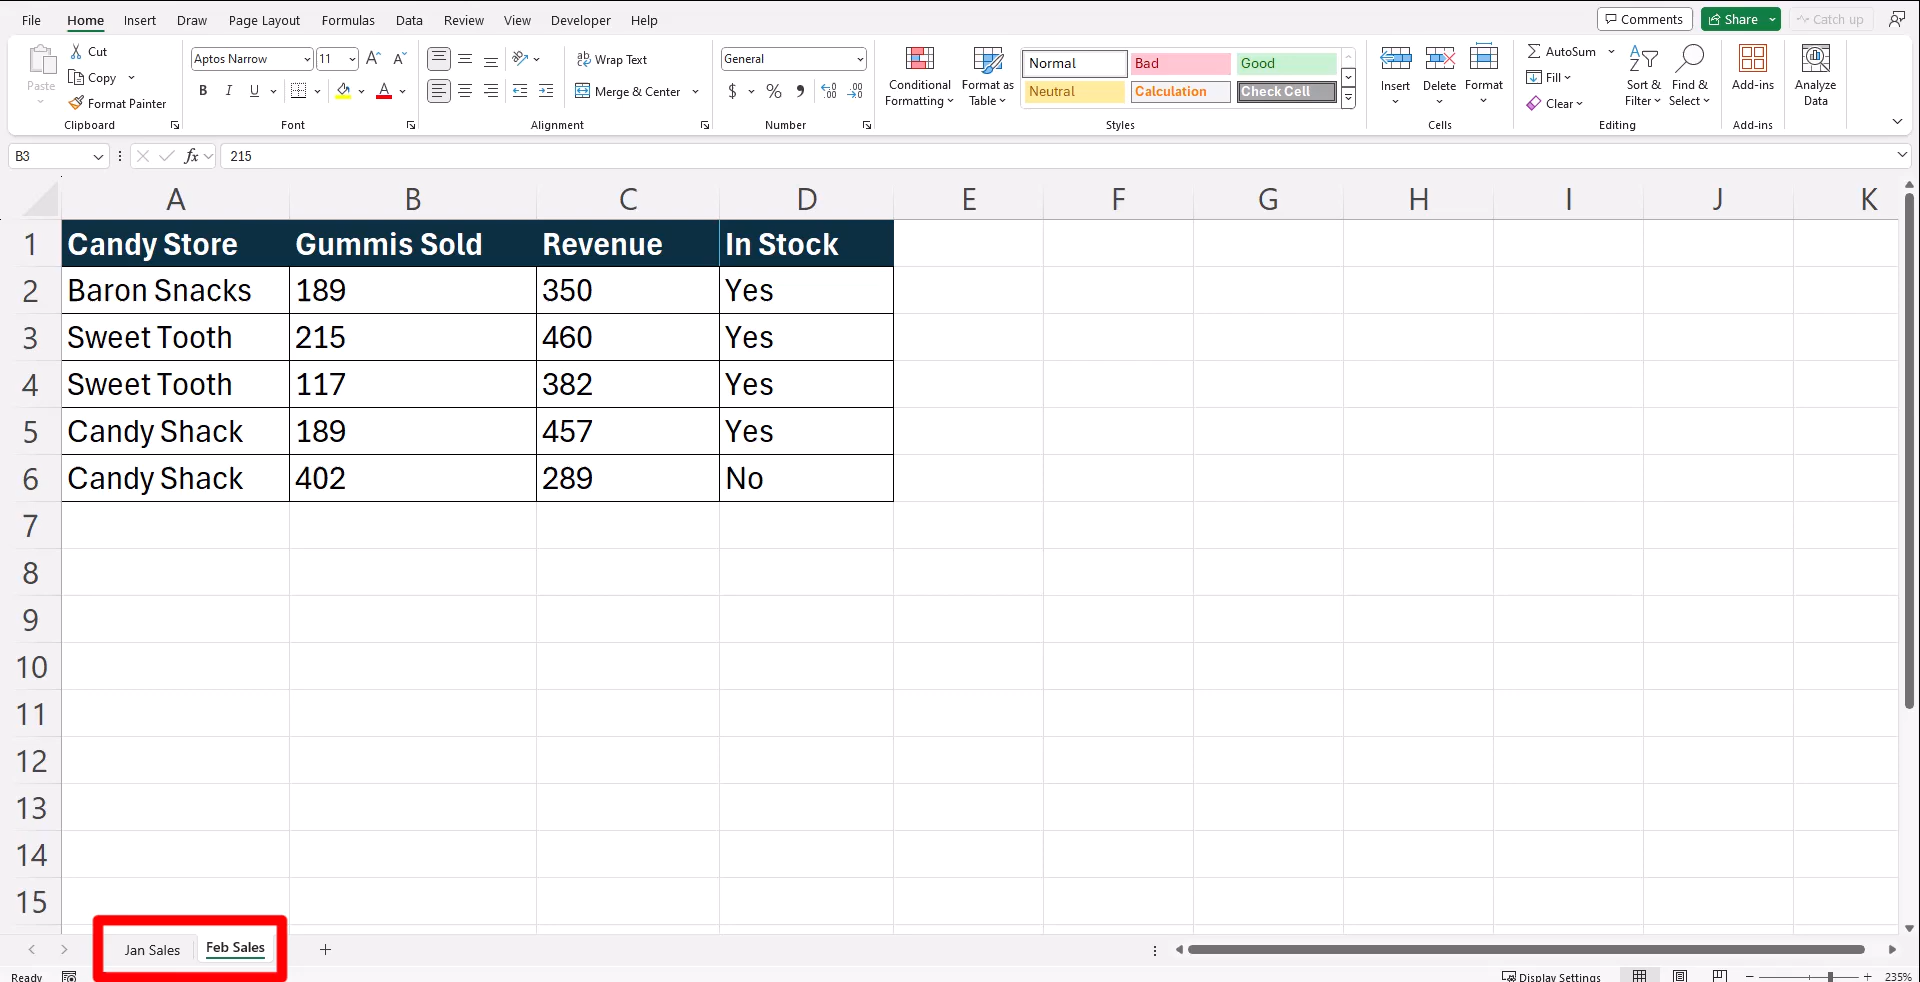 File Home Insert Draw Page Layout Formulas Data Review View Developer Help Comments Share Catch up
Paste Cut Copy Format Painter Clipboard
Aptos Narrow 11 B I U A Font
Wrap Text Merge & Center Alignment
General $ % Number
Conditional Formatting Format as Table
Normal Bad Good
Neutral Calculation Check Cell
Styles
Insert Delete Format Cells
AutoSum Fill Clear Sort & Filter Find & Select Editing
Add-ins Add-ins
Analyze Data
B3 fx 215
A B C D E F G H I J K
1 Candy Store Gummis Sold Revenue In Stock
2 Baron Snacks 189 350 Yes
3 Sweet Tooth 215 460 Yes
4 Sweet Tooth 117 382 Yes
5 Candy Shack 189 457 Yes
6 Candy Shack 402 289 No
7
8
9
10
11
12
13
14
15
Jan Sales Feb Sales +
Ready Display Settings 235%